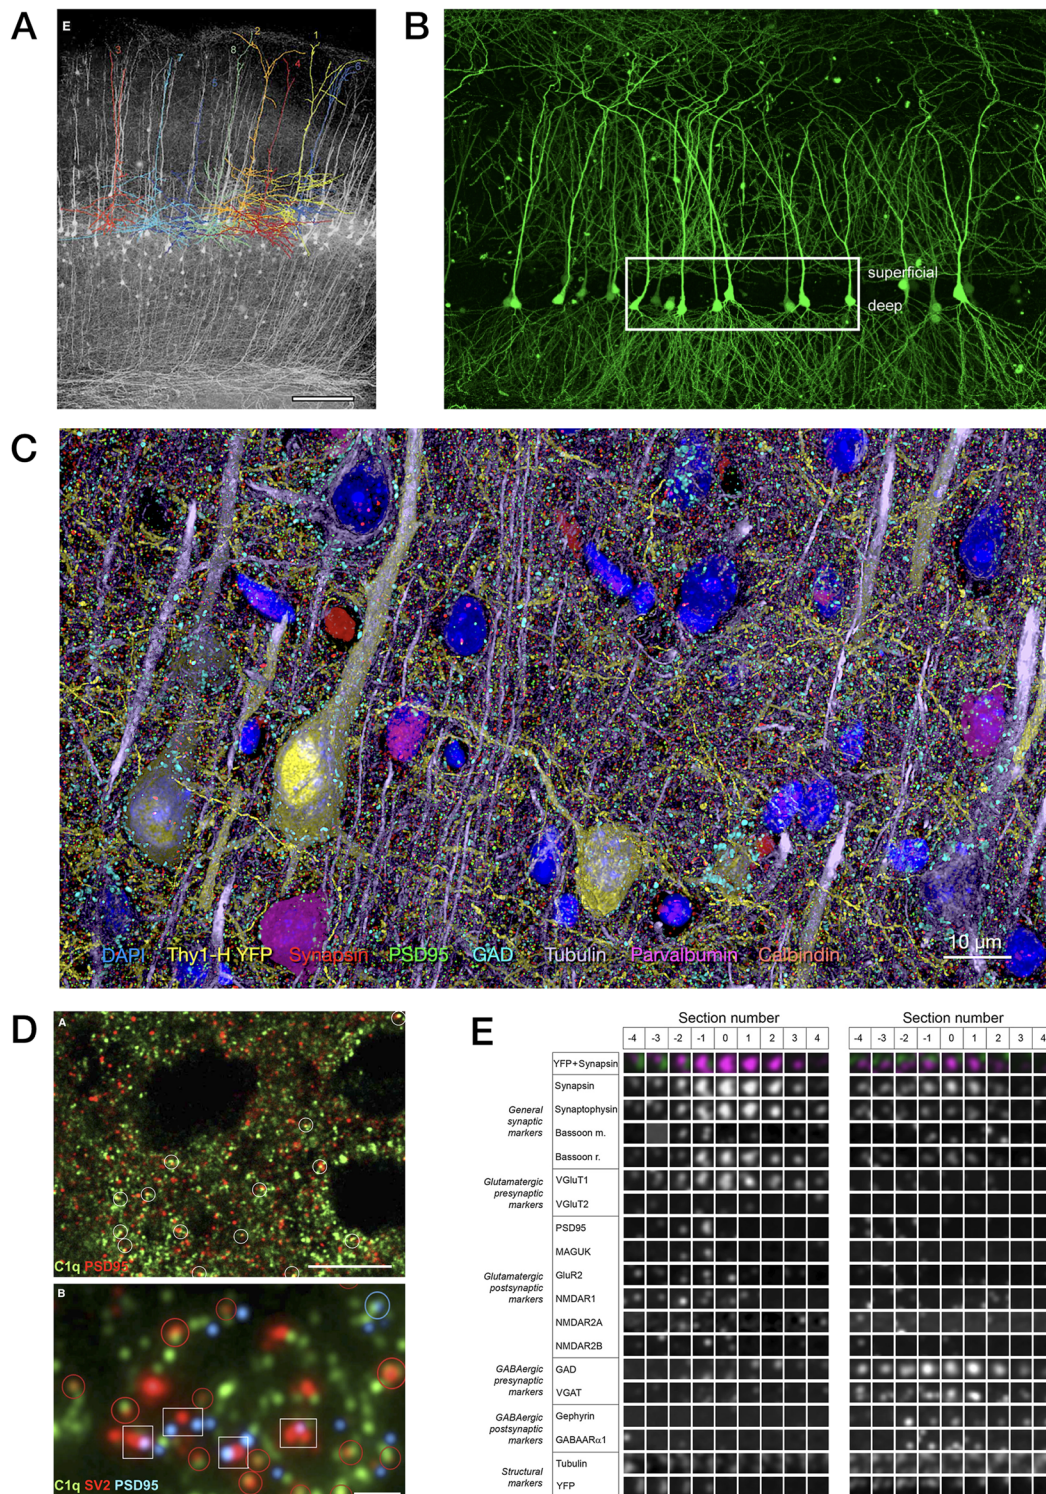 A
E
1
2
3
4
6
7
8
B
superficial
deep
C
DAPI Thy1-H YFP Synapsin PSD95 GAD Tubulin Parvalbumin Calbindin
10 µm
D
A
C1q PSD95
B
C1q SV2 PSD95
E
Section number
-4 -3 -2 -1 0 1 2 3 4
Section number
-4 -3 -2 -1 0 1 2 3 4
YFP+Synapsin
General synaptic markers
Synapsin
Synaptophysin
Bassoon m.
Bassoon r.
Glutamatergic presynaptic markers
VGluT1
VGluT2
Glutamatergic postsynaptic markers
PSD95
MAGUK
GluR2
NMDAR1
NMDAR2A
NMDAR2B
GABAergic presynaptic markers
GAD
VGAT
GABAergic postsynaptic markers
Gephyrin
GABAARα1
Structural markers
Tubulin
YFP